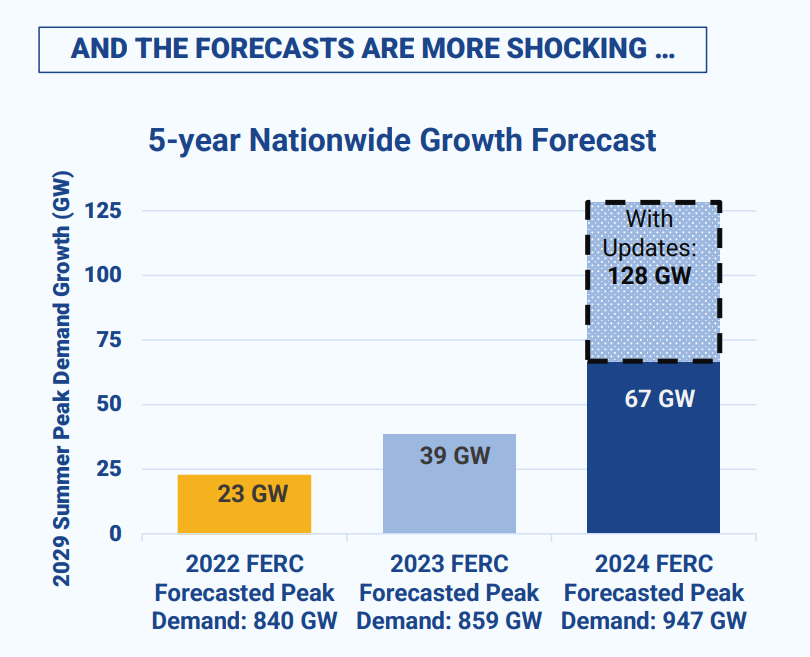 AND THE FORECASTS ARE MORE SHOCKING ...
5-year Nationwide Growth Forecast
2029 Summer Peak Demand Growth (GW)
125
100
75
50
25
0
With
Updates:
128 GW
67 GW
39 GW
23 GW
2022 FERC
Forecasted Peak
Demand: 840 GW
2023 FERC
Forecasted Peak
Demand: 859 GW
2024 FERC
Forecasted Peak
Demand: 947 GW